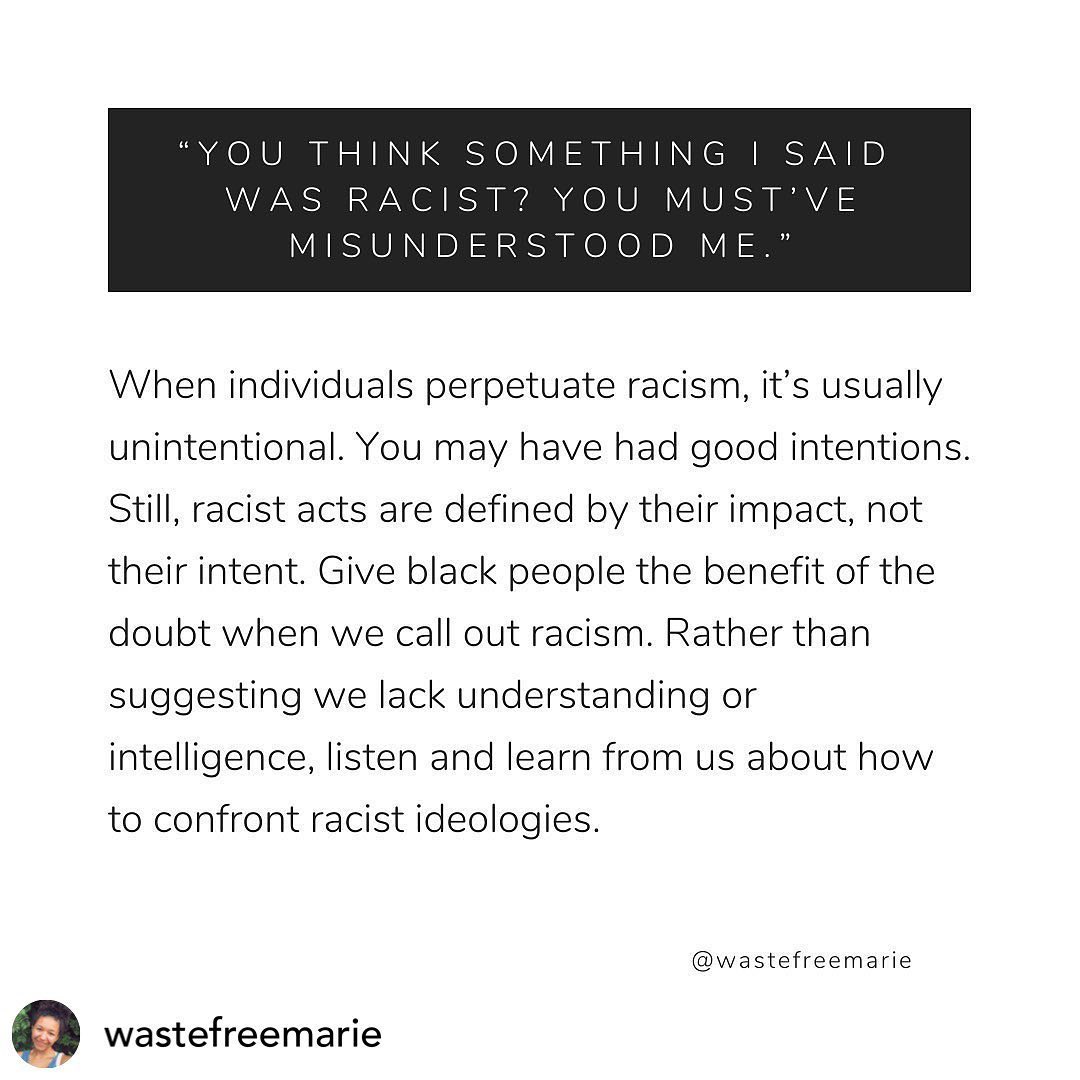 “YOU THINK SOMETHING I SAID
WAS RACIST? YOU MUST’VE
MISUNDERSTOOD ME.”
When individuals perpetuate racism, it’s usually
unintentional. You may have had good intentions.
Still, racist acts are defined by their impact, not
their intent. Give black people the benefit of the
doubt when we call out racism. Rather than
suggesting we lack understanding or
intelligence, listen and learn from us about how
to confront racist ideologies.
@wastefreemarie
wastefreemarie